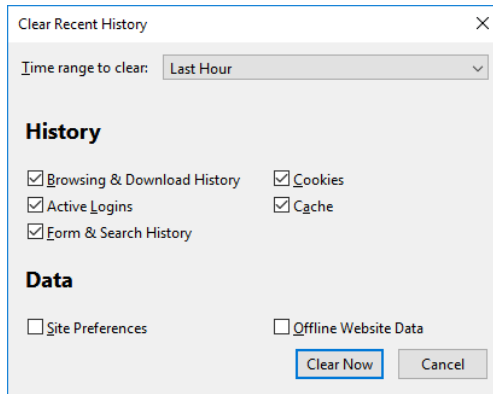 Clear Recent History
Time range to clear: Last Hour
History
Browsing & Download History Cookies
Active Logins Cache
Form & Search History
Data
Site Preferences Offline Website Data
Clear Now Cancel